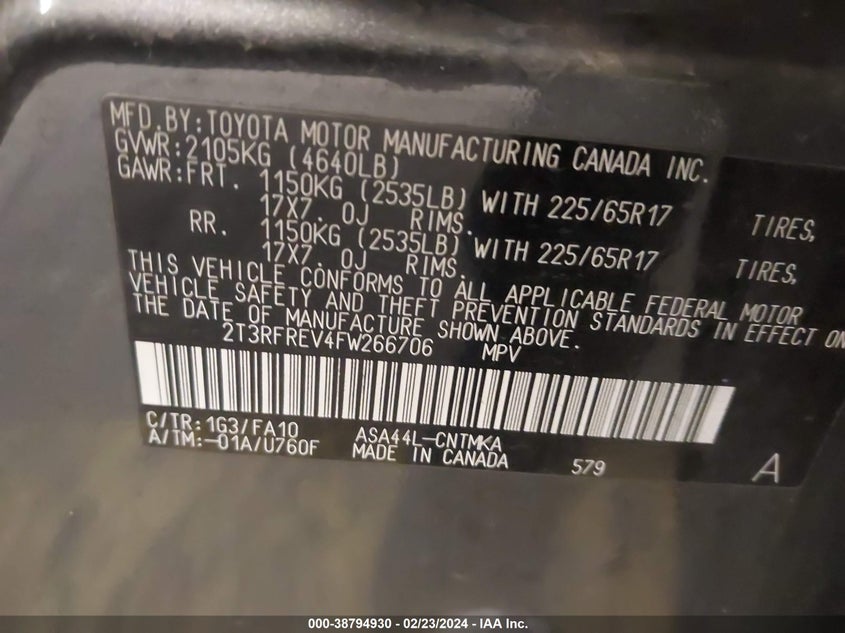 MFD.BY:TOYOTA MOTOR MANUFACTURING CANADA INC.
GVWR:2105KG (4640LB)
GAWR:FRT. 1150KG (2535LB) WITH 225/65R17 TIRES,
17X7. 0J RIMS.
RR. 1150KG (2535LB) WITH 225/65R17 TIRES,
17X7. 0J RIMS.
THIS VEHICLE CONFORMS TO ALL APPLICABLE FEDERAL MOTOR
VEHICLE SAFETY AND THEFT PREVENTION STANDARDS IN EFFECT ON
THE DATE OF MANUFACTURE SHOWN ABOVE.
2T3RFREV4FW266706 MPV
C/TR: 1G3/FA10 ASA44L-CNTMKA
A/TM:-01A/U760F MADE IN CANADA 579 A
000-38794930 - 02/23/2024 - IAA Inc.